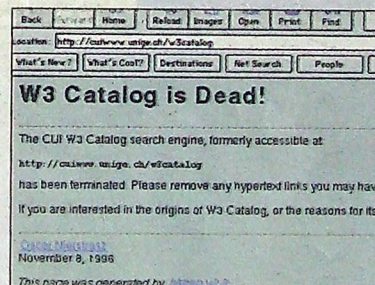 Back Forward Home Reload Images Open Print Find
Location: http://cuiwww.unige.ch/w3catalog
What's New? What's Cool? Destinations Net Search People
W3 Catalog is Dead!
The CUI W3 Catalog search engine, formerly accessible at
http://cuiwww.unige.ch/w3catalog
has been terminated. Please remove any hypertext links you may hav
If you are interested in the origins of W3 Catalog, or the reasons for its
Oscar Nierstrasz
November 8, 1996
This page was generated by